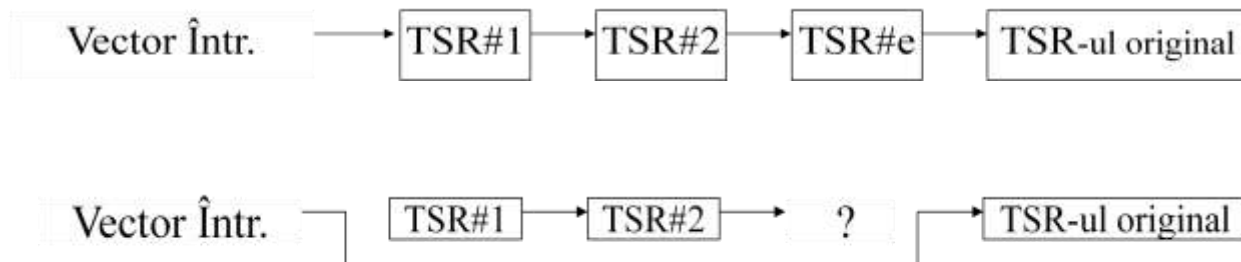 Vector Într. TSR#1 TSR#2 TSR#e TSR-ul original
Vector Într. TSR#1 TSR#2 ? TSR-ul original